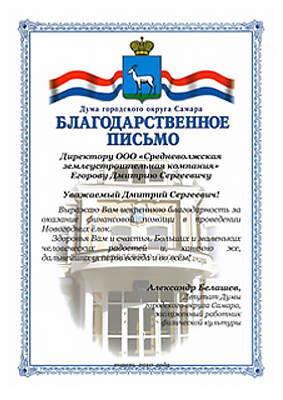 Дума городского округа Самара
БЛАГОДАРСТВЕННОЕ
ПИСЬМО
Директору ООО «Средневолжская
землеустроительная компания»
Егорову Дмитрию Сергеевичу
Уважаемый Дмитрий Сергеевич!
Выражаю Вам искреннюю благодарность за
оказание финансовой помощи в проведении
Новогодних ёлок.
Здоровья Вам и счастья. Больших и маленьких
человеческих радостей и, конечно же,
дальнейших успехов всегда и во всём!
Александр Белашев,
Депутат Думы
городского округа Самара,
заслуженный работник
физической культуры
2010 года